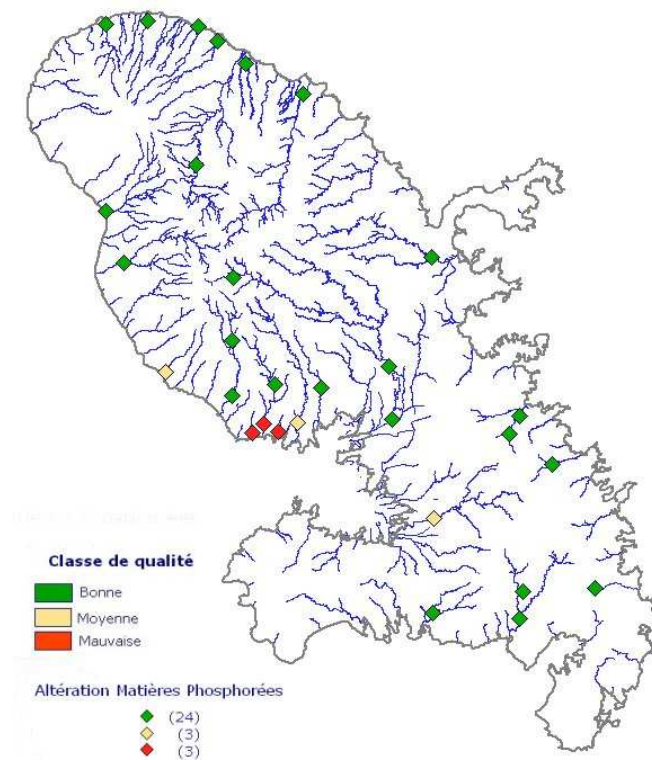 Classe de qualité
Bonne
Moyenne
Mauvaise
Altération Matières Phosphorées
(24)
(3)
(3)